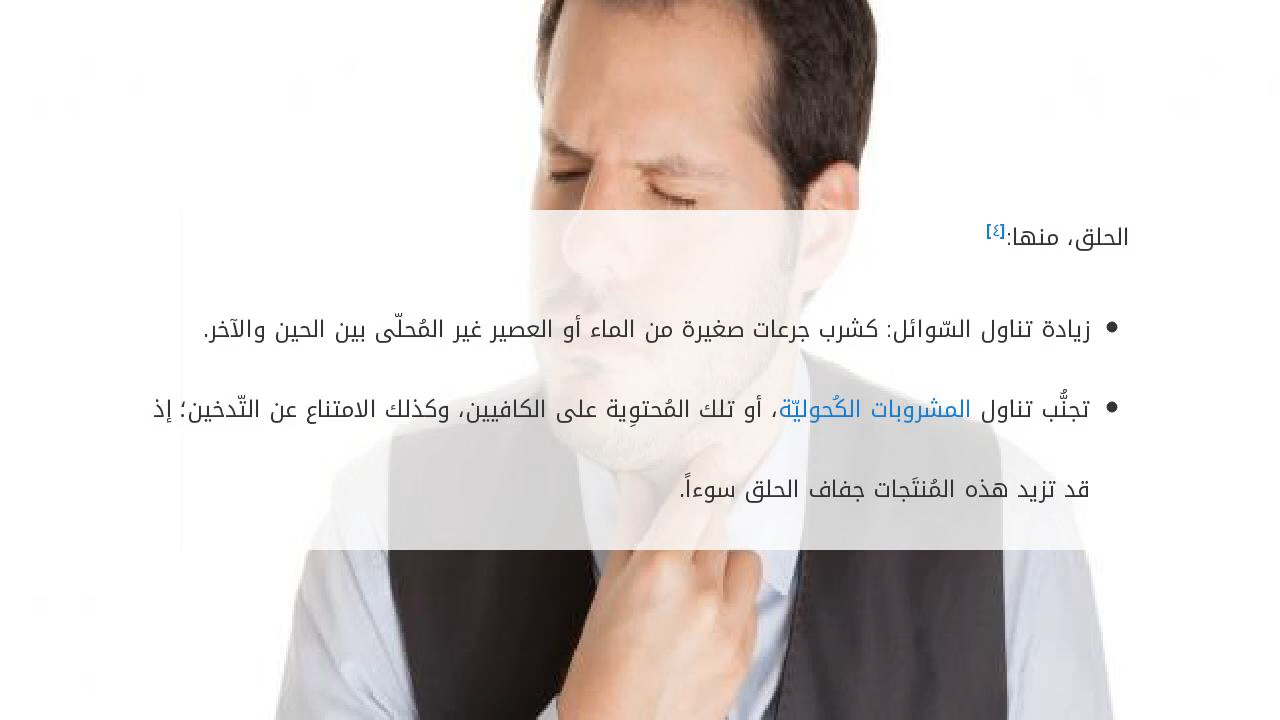 الحلق، منها:[٤]
• زيادة تناول السّوائل: كشرب جرعات صغيرة من الماء أو العصير غير المُحلّى بين الحين والآخر.
• تجنُّب تناول المشروبات الكُحوليّة، أو تلك المُحتوِية على الكافيين، وكذلك الامتناع عن التّدخين؛ إذ
قد تزيد هذه المُنتَجات جفاف الحلق سوءاً.